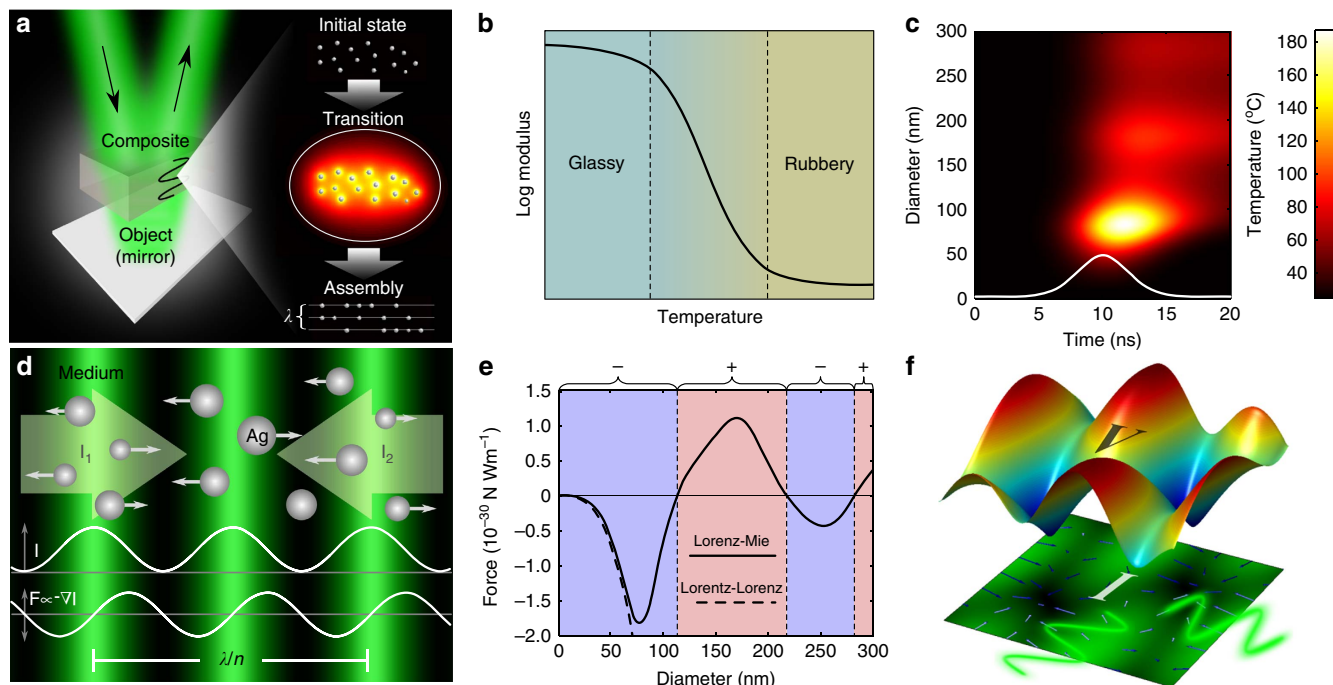 a
Initial state
Transition
Assembly
λ {
Composite
Object
(mirror)
b
Log modulus
Glassy
Rubbery
Temperature
c
Diameter (nm)
300
250
200
150
100
50
0
0
5
10
15
20
Time (ns)
Temperature (°C)
180
160
140
120
100
80
60
40
d
Medium
I₁
Ag
I₂
I
F∝-∇I
λ/n
e
− + − +
Force (10⁻³⁰ N Wm⁻¹)
1.5
1.0
0.5
0
−0.5
−1.0
−1.5
−2.0
Lorenz-Mie
Lorentz-Lorenz
0 50 100 150 200 250 300
Diameter (nm)
f
V
I